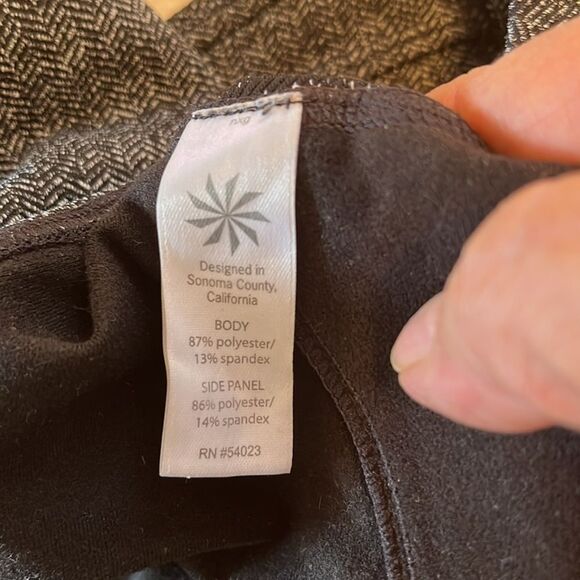 Designed in
Sonoma County,
California
BODY
87% polyester/
13% spandex
SIDE PANEL
86% polyester/
14% spandex
RN #54023